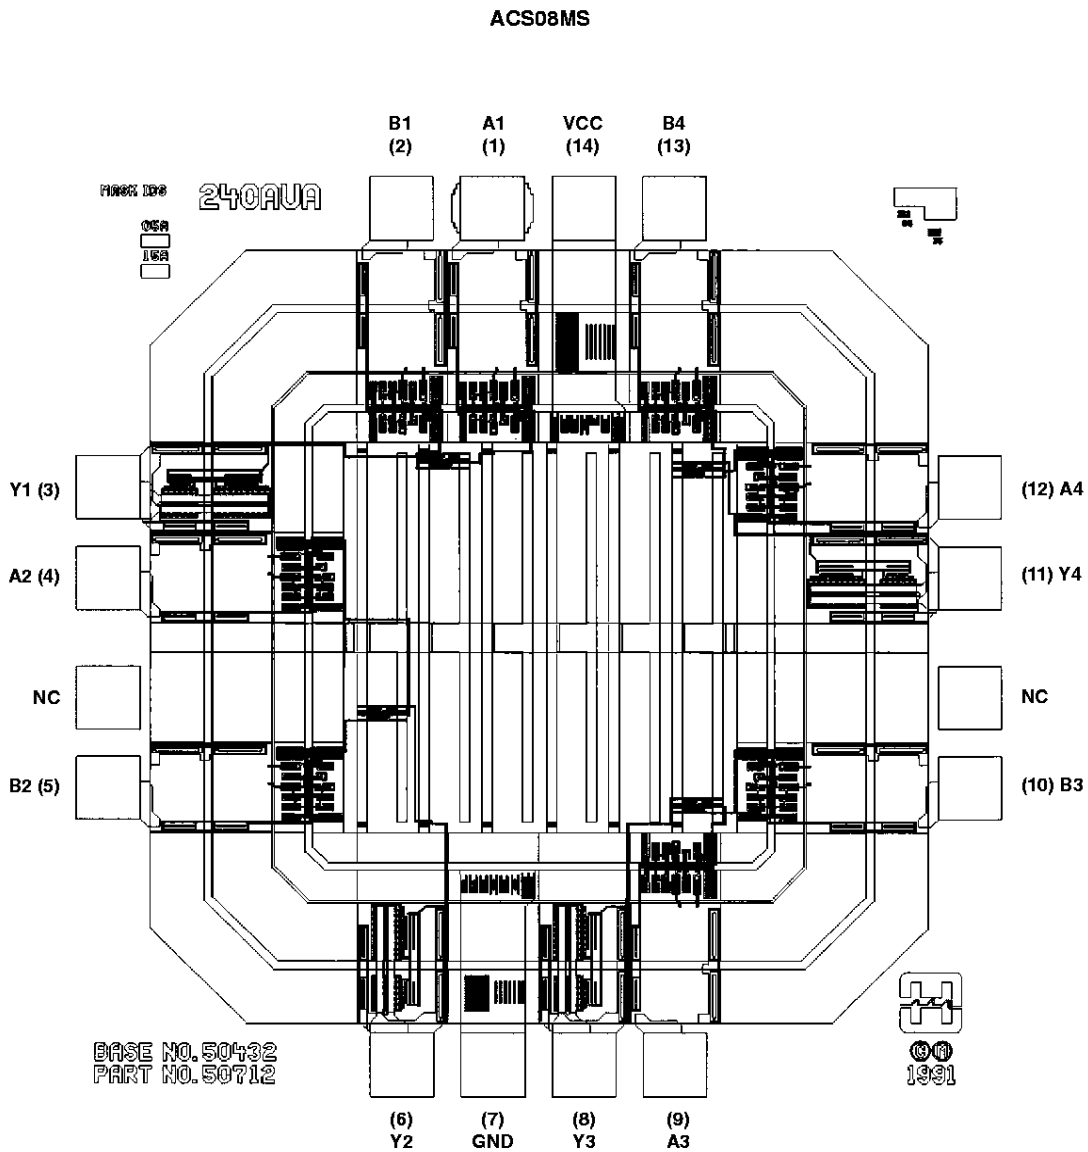 ACS08MS
B1 A1 VCC B4
(2) (1) (14) (13)
MASK IDS 240AUA
05A
15A
Y1 (3)
(12) A4
A2 (4)
(11) Y4
NC
NC
B2 (5)
(10) B3
BASE NO. 50432
PART NO. 50712
1991
(6) (7) (8) (9)
Y2 GND Y3 A3